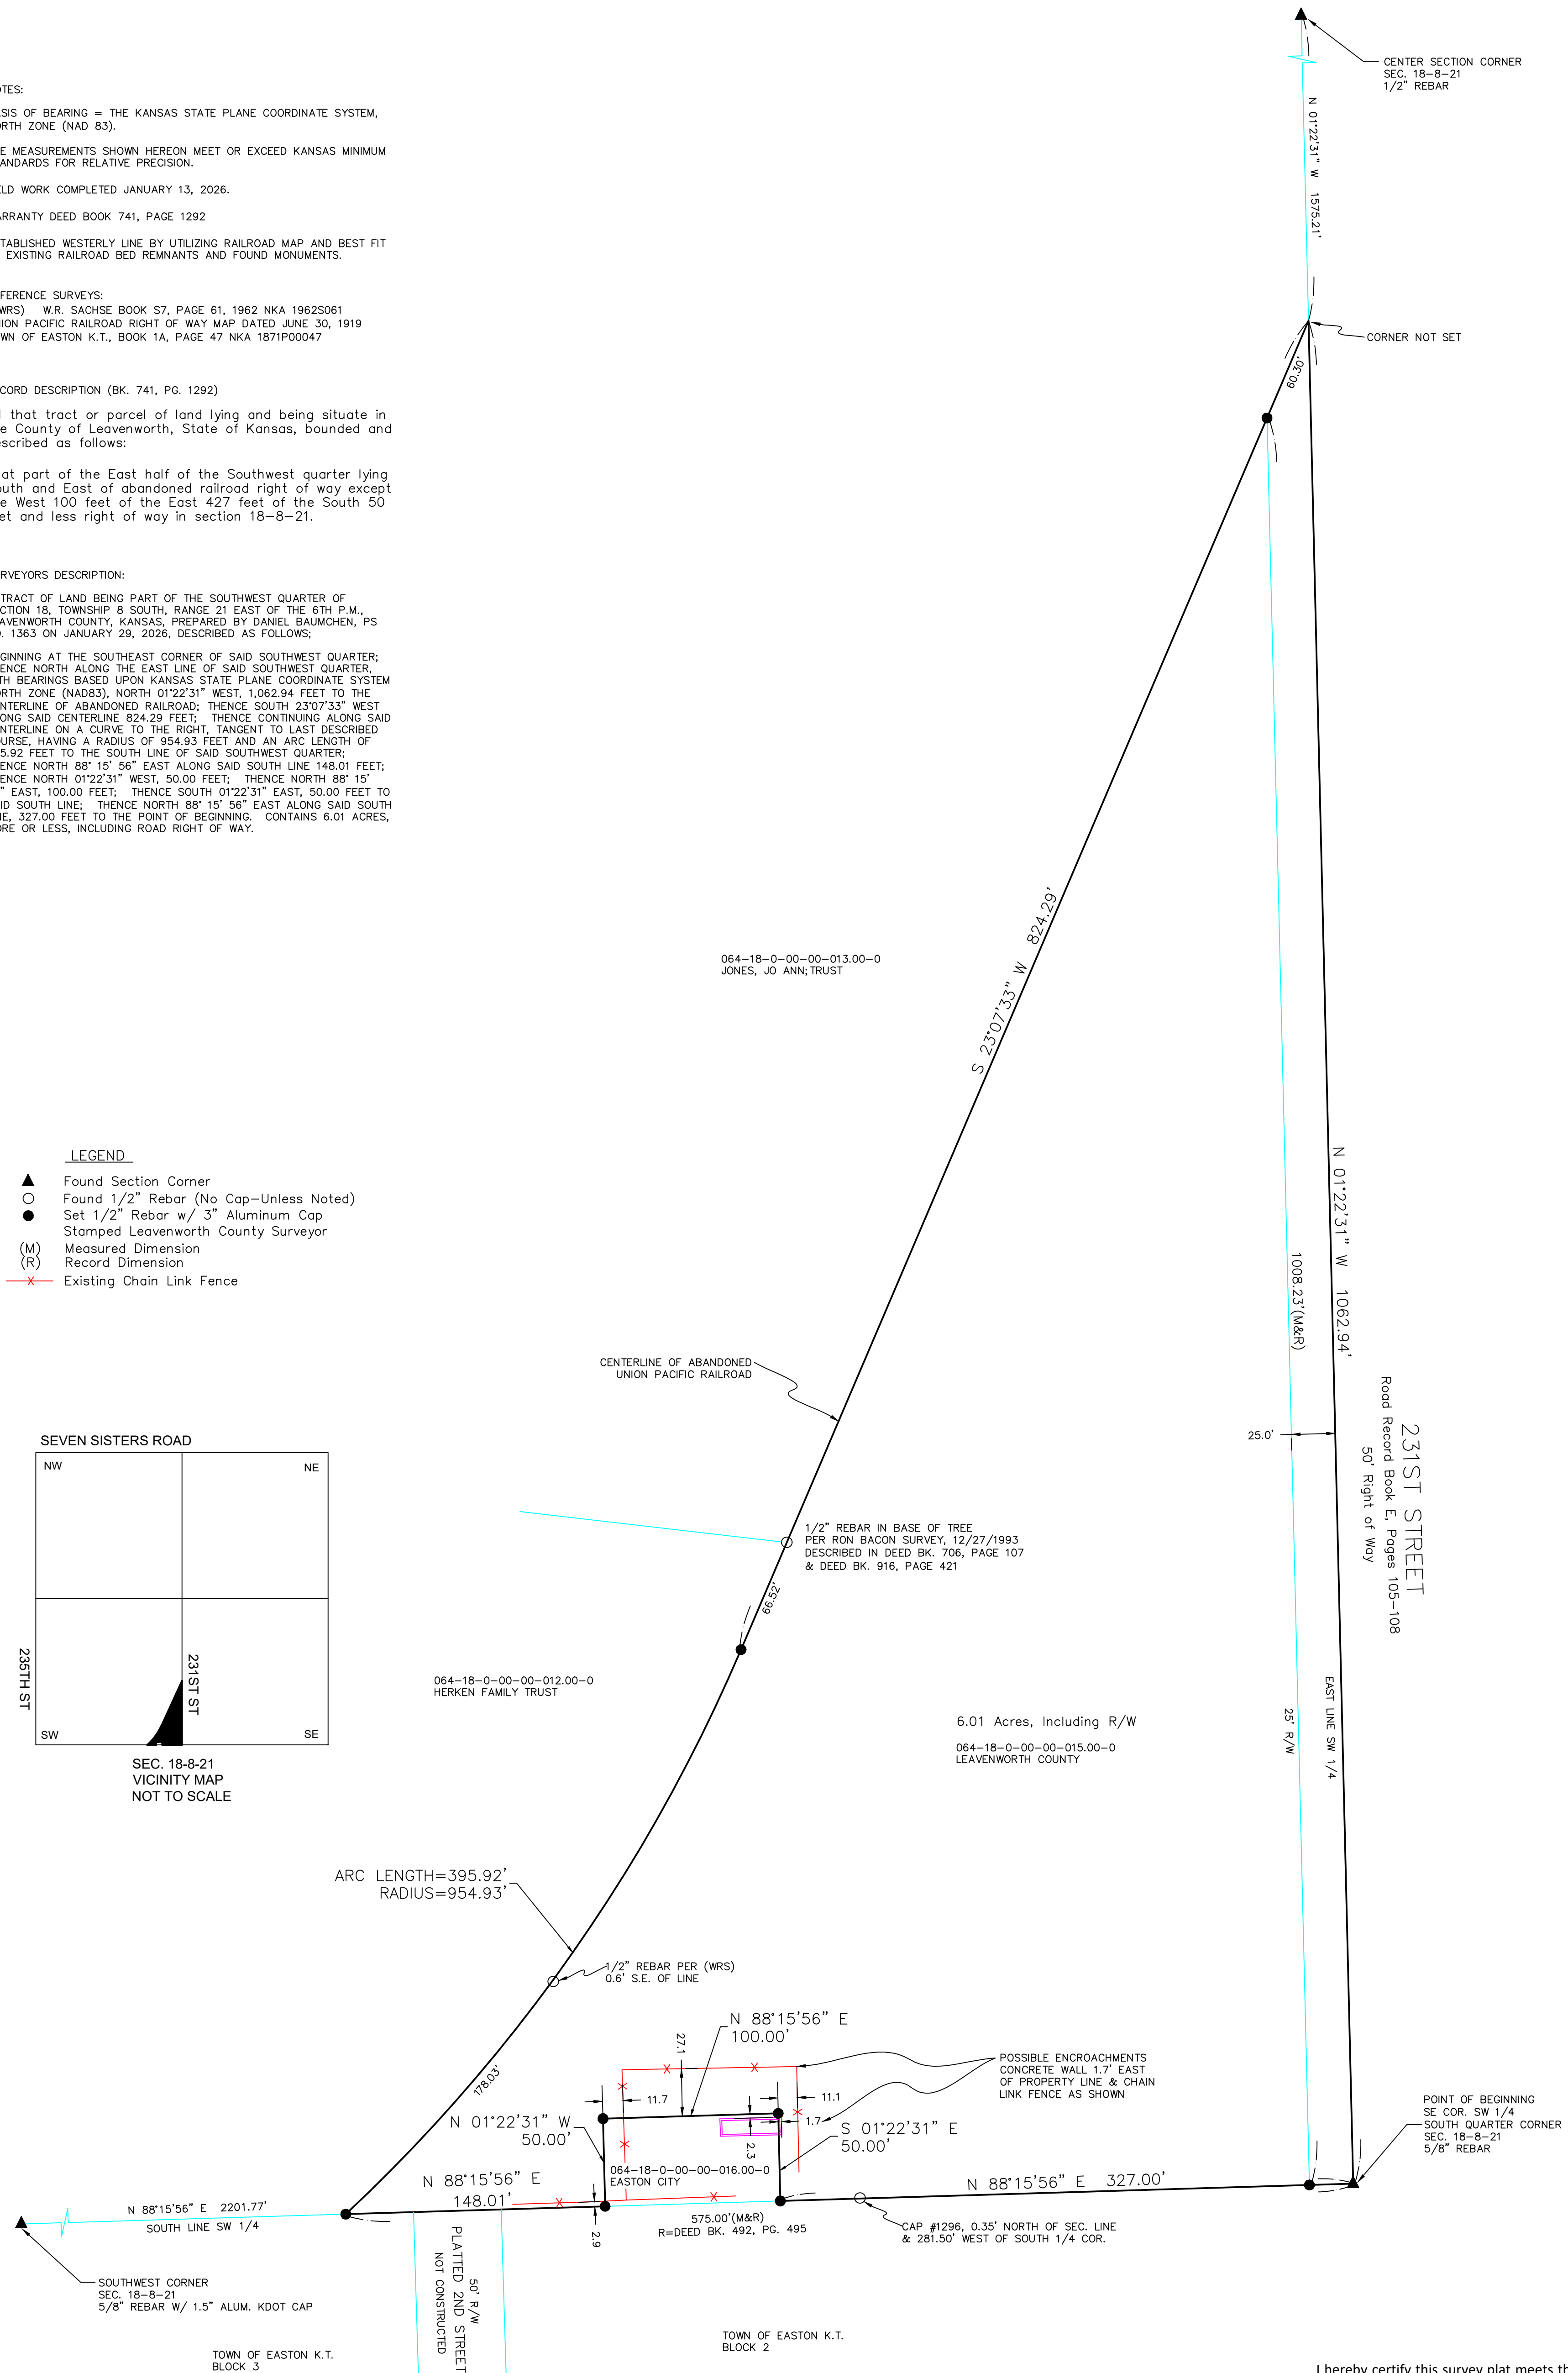 OTES:
SIS OF BEARING = THE KANSAS STATE PLANE COORDINATE SYSTEM,
ORTH ZONE (NAD 83).
E MEASUREMENTS SHOWN HEREON MEET OR EXCEED KANSAS MINIMUM
ANDARDS FOR RELATIVE PRECISION.
ELD WORK COMPLETED JANUARY 13, 2026.
ARRANTY DEED BOOK 741, PAGE 1292
TABLISHED WESTERLY LINE BY UTILIZING RAILROAD MAP AND BEST FIT
EXISTING RAILROAD BED REMNANTS AND FOUND MONUMENTS.
FERENCE SURVEYS:
WRS) W.R. SACHSE BOOK S7, PAGE 61, 1962 NKA 1962S061
NION PACIFIC RAILROAD RIGHT OF WAY MAP DATED JUNE 30, 1919
WN OF EASTON K.T., BOOK 1A, PAGE 47 NKA 1871P00047
CORD DESCRIPTION (BK. 741, PG. 1292)
l that tract or parcel of land lying and being situate in
e County of Leavenworth, State of Kansas, bounded and
escribed as follows:
at part of the East half of the Southwest quarter lying
outh and East of abandoned railroad right of way except
e West 100 feet of the East 427 feet of the South 50
et and less right of way in section 18-8-21.
RVEYORS DESCRIPTION:
TRACT OF LAND BEING PART OF THE SOUTHWEST QUARTER OF
CTION 18, TOWNSHIP 8 SOUTH, RANGE 21 EAST OF THE 6TH P.M.,
AVENWORTH COUNTY, KANSAS, PREPARED BY DANIEL BAUMCHEN, PS
O. 1363 ON JANUARY 29, 2026, DESCRIBED AS FOLLOWS;
GINNING AT THE SOUTHEAST CORNER OF SAID SOUTHWEST QUARTER;
ENCE NORTH ALONG THE EAST LINE OF SAID SOUTHWEST QUARTER,
TH BEARINGS BASED UPON KANSAS STATE PLANE COORDINATE SYSTEM
ORTH ZONE (NAD83), NORTH 01°22'31" WEST, 1,062.94 FEET TO THE
NTERLINE OF ABANDONED RAILROAD; THENCE SOUTH 23°07'33" WEST
ONG SAID CENTERLINE 824.29 FEET; THENCE CONTINUING ALONG SAID
NTERLINE ON A CURVE TO THE RIGHT, TANGENT TO LAST DESCRIBED
URSE, HAVING A RADIUS OF 954.93 FEET AND AN ARC LENGTH OF
5.92 FEET TO THE SOUTH LINE OF SAID SOUTHWEST QUARTER;
ENCE NORTH 88° 15' 56" EAST ALONG SAID SOUTH LINE 148.01 FEET;
ENCE NORTH 01°22'31" WEST, 50.00 FEET; THENCE NORTH 88° 15'
" EAST, 100.00 FEET; THENCE SOUTH 01°22'31" EAST, 50.00 FEET TO
ID SOUTH LINE; THENCE NORTH 88° 15' 56" EAST ALONG SAID SOUTH
NE, 327.00 FEET TO THE POINT OF BEGINNING. CONTAINS 6.01 ACRES,
ORE OR LESS, INCLUDING ROAD RIGHT OF WAY.
CENTER SECTION CORNER
SEC. 18-8-21
1/2" REBAR
N 01°22'31" W 1575.21'
CORNER NOT SET
60.30'
S 23°07'33" W 824.29'
064-18-0-00-00-013.00-0
JONES, JO ANN;TRUST
LEGEND
Found Section Corner
Found 1/2" Rebar (No Cap-Unless Noted)
Set 1/2" Rebar w/ 3" Aluminum Cap
Stamped Leavenworth County Surveyor
(M) Measured Dimension
(R) Record Dimension
X Existing Chain Link Fence
N 01°22'31" W 1062.94'
1008.23'(M&R)
CENTERLINE OF ABANDONED
UNION PACIFIC RAILROAD
25.0'
231ST STREET
Road Record Book E, Pages 105-108
50' Right of Way
SEVEN SISTERS ROAD
NW
NE
235TH ST
231ST ST
SW
SE
SEC. 18-8-21
VICINITY MAP
NOT TO SCALE
1/2" REBAR IN BASE OF TREE
PER RON BACON SURVEY, 12/27/1993
DESCRIBED IN DEED BK. 706, PAGE 107
& DEED BK. 916, PAGE 421
66.52'
064-18-0-00-00-012.00-0
HERKEN FAMILY TRUST
6.01 Acres, Including R/W
064-18-0-00-00-015.00-0
LEAVENWORTH COUNTY
25' R/W
EAST LINE SW 1/4
ARC LENGTH=395.92'
RADIUS=954.93'
1/2" REBAR PER (WRS)
0.6' S.E. OF LINE
178.03'
N 88°15'56" E
100.00'
27.1
X X
X X X X X
11.7
11.1
1.7
2.3
POSSIBLE ENCROACHMENTS
CONCRETE WALL 1.7' EAST
OF PROPERTY LINE & CHAIN
LINK FENCE AS SHOWN
N 01°22'31" W
50.00'
S 01°22'31" E
50.00'
064-18-0-00-00-016.00-0
EASTON CITY
POINT OF BEGINNING
SE COR. SW 1/4
SOUTH QUARTER CORNER
SEC. 18-8-21
5/8" REBAR
N 88°15'56" E
148.01'
N 88°15'56" E 327.00'
N 88°15'56" E 2201.77'
SOUTH LINE SW 1/4
2.9
575.00'(M&R)
R=DEED BK. 492, PG. 495
CAP #1296, 0.35' NORTH OF SEC. LINE
& 281.50' WEST OF SOUTH 1/4 COR.
SOUTHWEST CORNER
SEC. 18-8-21
5/8" REBAR W/ 1.5" ALUM. KDOT CAP
50' R/W
PLATTED 2ND STREET
NOT CONSTRUCTED
TOWN OF EASTON K.T.
BLOCK 3
TOWN OF EASTON K.T.
BLOCK 2
I hereby certify this survey plat meets th